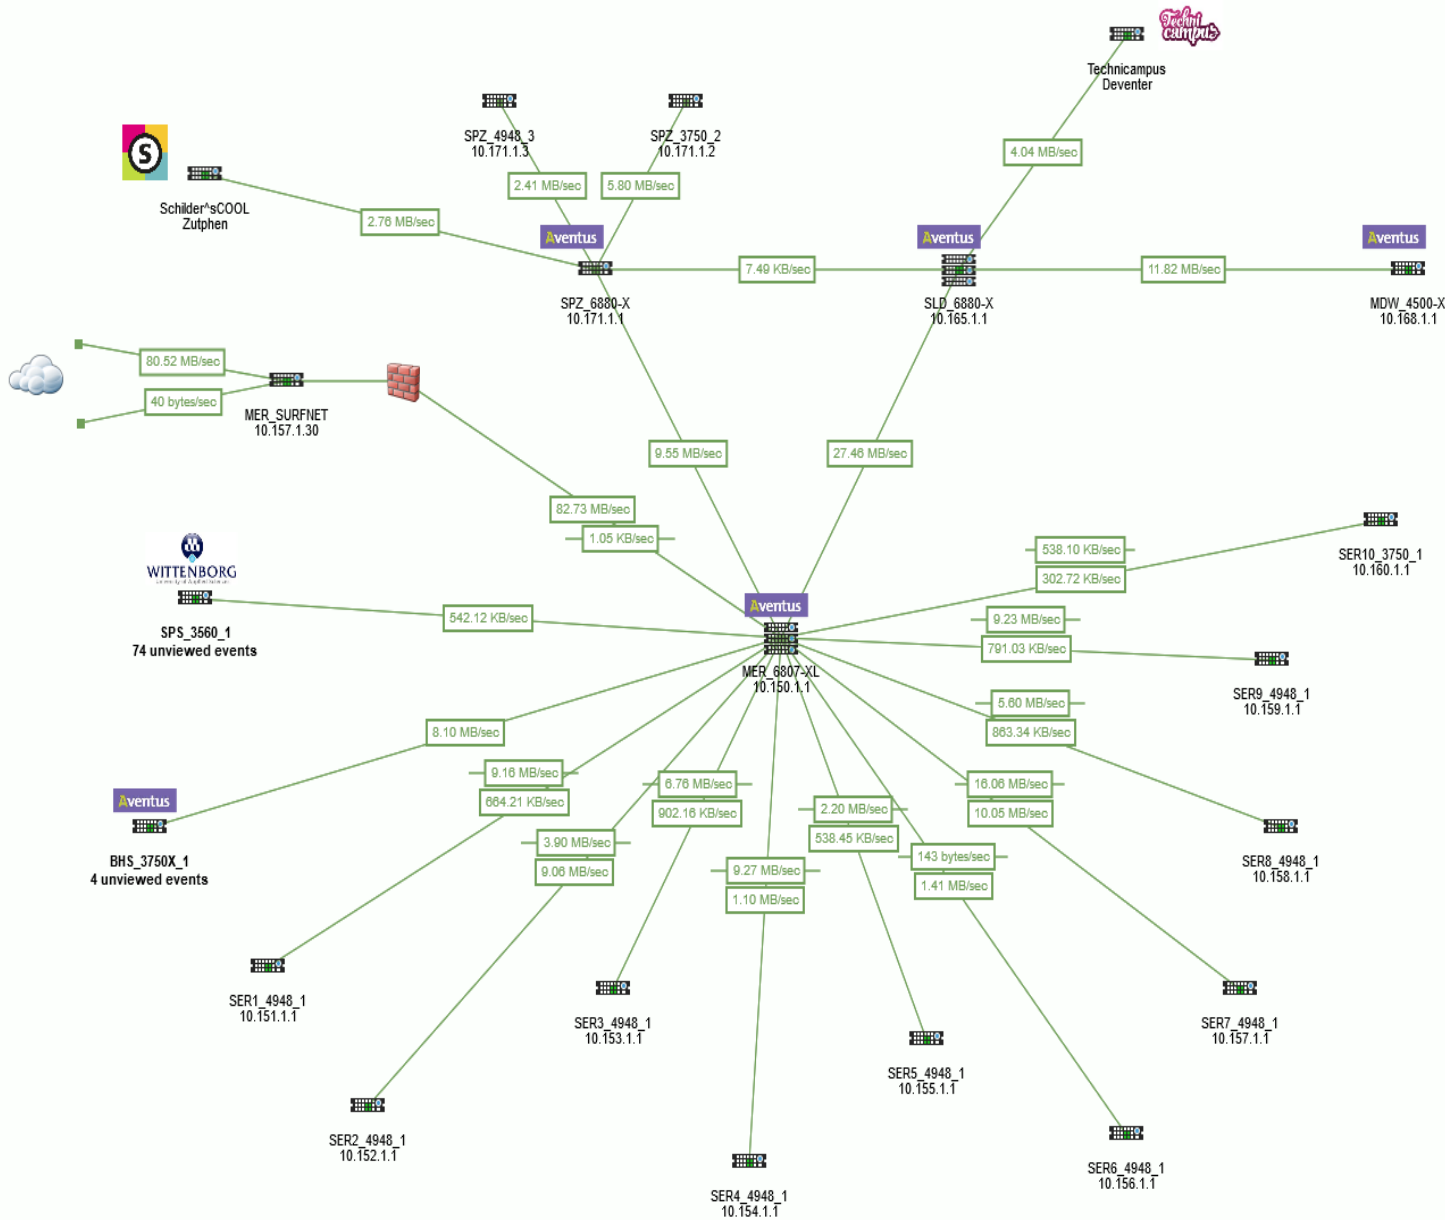 Techni
campus
Technicampus
Deventer
SPZ_4948_3
10.171.1.3
SPZ_3750_2
10.171.1.2
4.04 MB/sec
S
2.41 MB/sec
5.80 MB/sec
Schilder^sCOOL
Zutphen
2.76 MB/sec
Aventus
Aventus
Aventus
7.49 KB/sec
11.82 MB/sec
SPZ_6880-X
10.171.1.1
SLD_6880-X
10.165.1.1
MDW_4500-X
10.168.1.1
80.52 MB/sec
40 bytes/sec
MER_SURFNET
10.157.1.30
9.55 MB/sec
27.46 MB/sec
82.73 MB/sec
1.05 KB/sec
538.10 KB/sec
302.72 KB/sec
SER10_3750_1
10.160.1.1
WITTENBORG
University of Applied Sciences
SPS_3560_1
74 unviewed events
542.12 KB/sec
Aventus
MER_6807-XL
10.150.1.1
9.23 MB/sec
791.03 KB/sec
SER9_4948_1
10.159.1.1
8.10 MB/sec
5.60 MB/sec
863.34 KB/sec
Aventus
BHS_3750X_1
4 unviewed events
9.16 MB/sec
664.21 KB/sec
6.76 MB/sec
902.16 KB/sec
16.06 MB/sec
10.05 MB/sec
2.20 MB/sec
538.45 KB/sec
3.90 MB/sec
9.06 MB/sec
9.27 MB/sec
1.10 MB/sec
143 bytes/sec
1.41 MB/sec
SER8_4948_1
10.158.1.1
SER1_4948_1
10.151.1.1
SER3_4948_1
10.153.1.1
SER7_4948_1
10.157.1.1
SER5_4948_1
10.155.1.1
SER2_4948_1
10.152.1.1
SER6_4948_1
10.156.1.1
SER4_4948_1
10.154.1.1